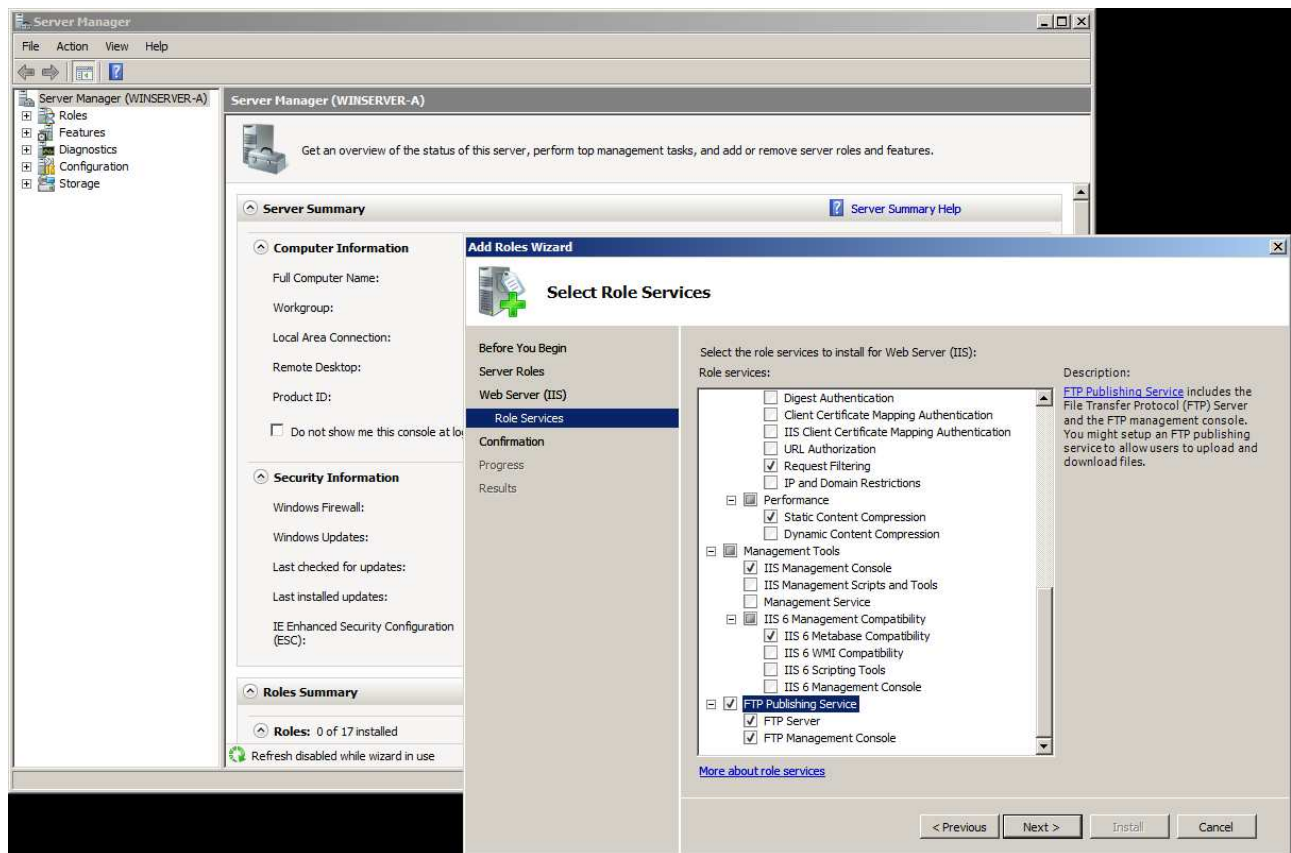 Server Manager
File Action View Help
Server Manager (WINSERVER-A)
Roles
Features
Diagnostics
Configuration
Storage
Server Manager (WINSERVER-A)
Get an overview of the status of this server, perform top management tasks, and add or remove server roles and features.
Server Summary
Server Summary Help
Computer Information
Full Computer Name:
Workgroup:
Local Area Connection:
Remote Desktop:
Product ID:
Do not show me this console at lo
Security Information
Windows Firewall:
Windows Updates:
Last checked for updates:
Last installed updates:
IE Enhanced Security Configuration
(ESC):
Roles Summary
Roles: 0 of 17 installed
Refresh disabled while wizard in use
Add Roles Wizard
Select Role Services
Before You Begin
Server Roles
Web Server (IIS)
Role Services
Confirmation
Progress
Results
Select the role services to install for Web Server (IIS):
Role services:
Digest Authentication
Client Certificate Mapping Authentication
IIS Client Certificate Mapping Authentication
URL Authorization
Request Filtering
IP and Domain Restrictions
Performance
Static Content Compression
Dynamic Content Compression
Management Tools
IIS Management Console
IIS Management Scripts and Tools
Management Service
IIS 6 Management Compatibility
IIS 6 Metabase Compatibility
IIS 6 WMI Compatibility
IIS 6 Scripting Tools
IIS 6 Management Console
FTP Publishing Service
FTP Server
FTP Management Console
More about role services
Description:
FTP Publishing Service includes the
File Transfer Protocol (FTP) Server
and the FTP management console.
You might setup an FTP publishing
service to allow users to upload and
download files.
< Previous
Next >
Install
Cancel